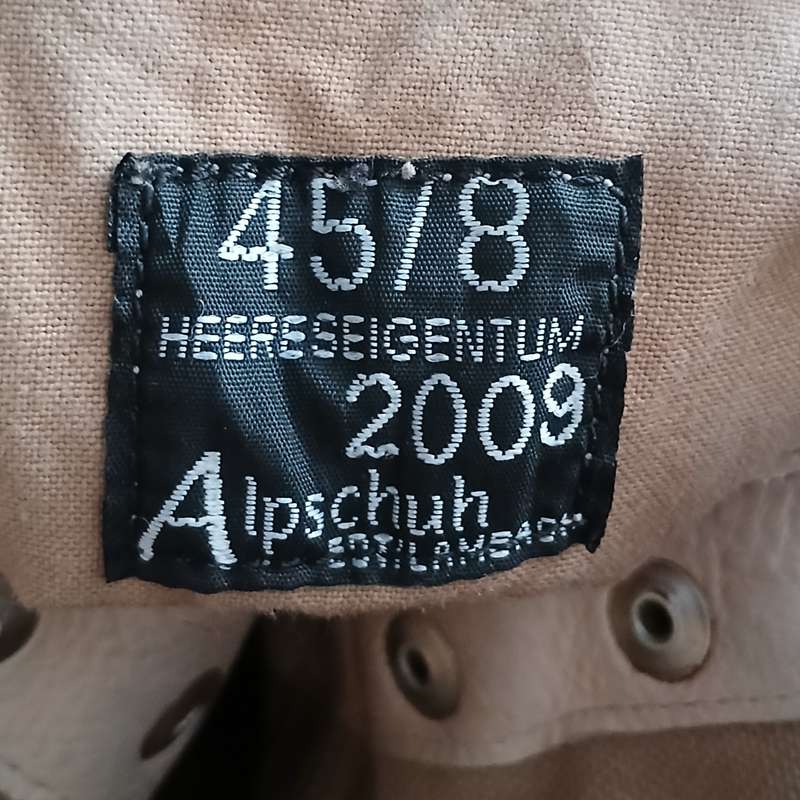 45/8
HEERESEIGENTUM
2009
Alpschuh